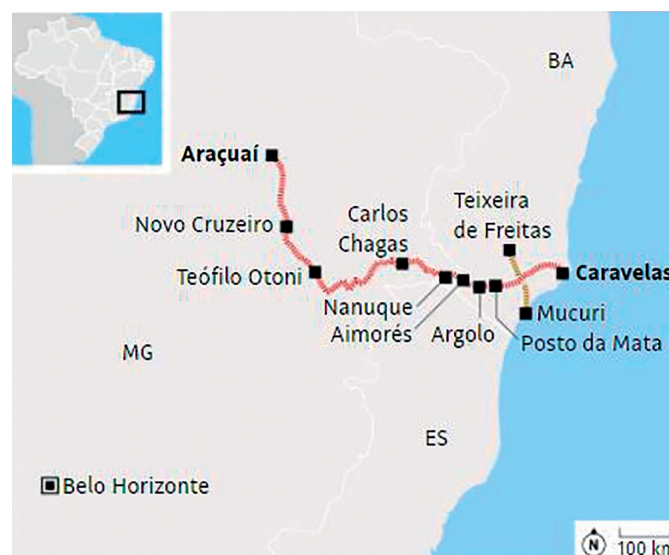 BA
Araçuaí
Teixeira
de Freitas
Carlos
Chagas
Novo Cruzeiro
Teófilo Otoni
Caravelas
Nanuque
Aimorés
Argolo
Mucuri
Posto da Mata
MG
ES
Belo Horizonte
N
100 km